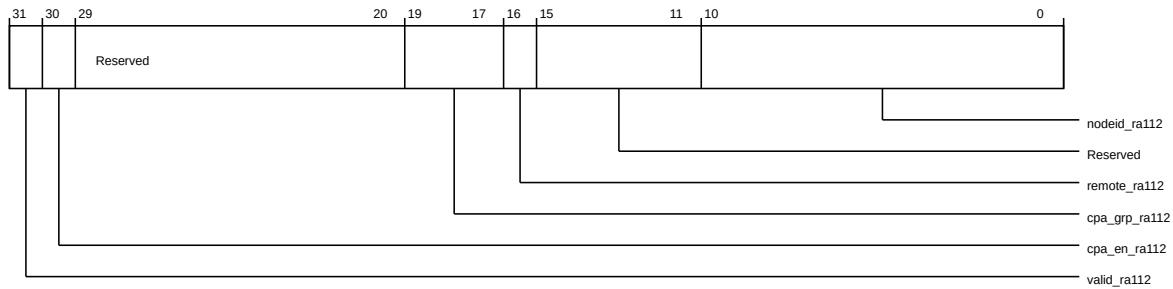 31 30 29 20 19 17 16 15 11 10 0
Reserved
nodeid_ra112
Reserved
remote_ra112
cpa_grp_ra112
cpa_en_ra112
valid_ra112